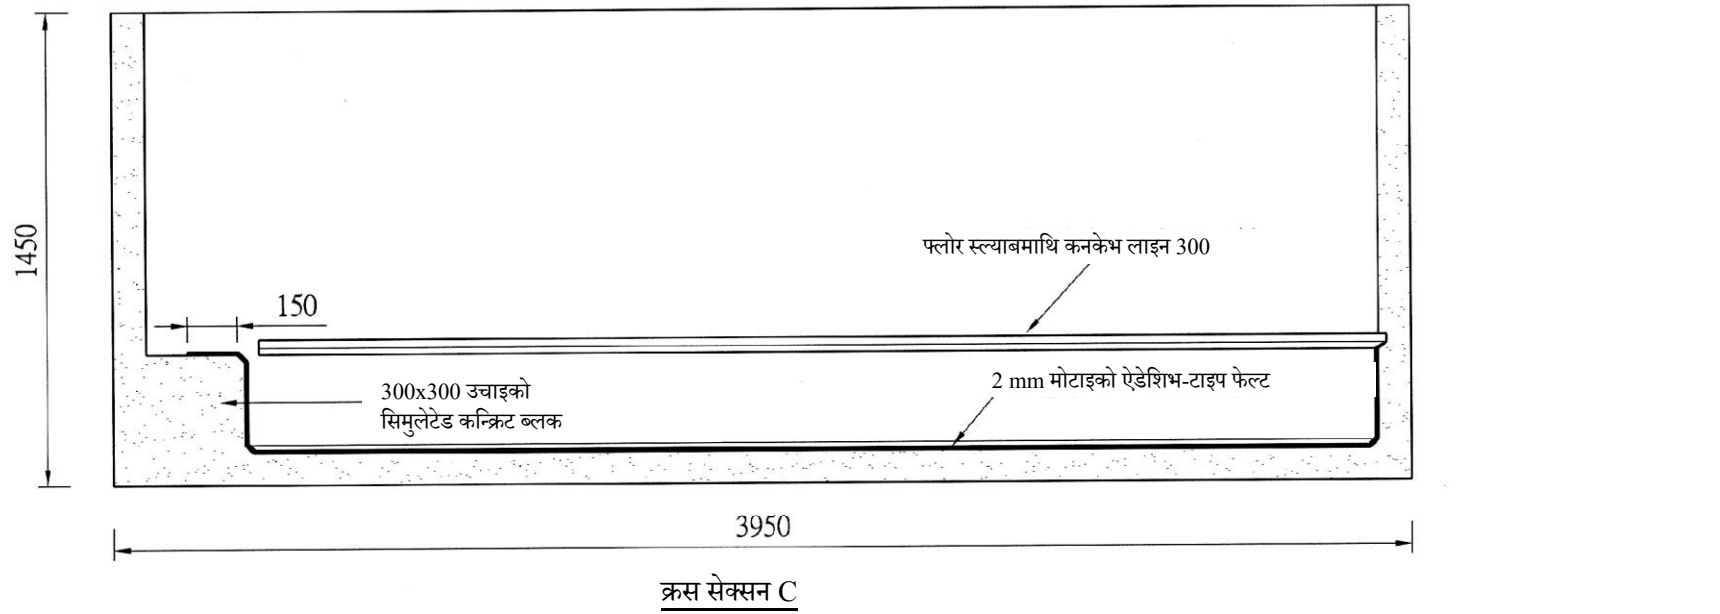 फ्लोर स्ल्याबमाथि कनकेभ लाइन 300
1450
150
2 mm मोटाइको ऐडेशिभ-टाइप फेल्ट
300x300 उचाइको
सिमुलेटेड कन्क्रिट ब्लक
3950
क्रस सेक्सन C